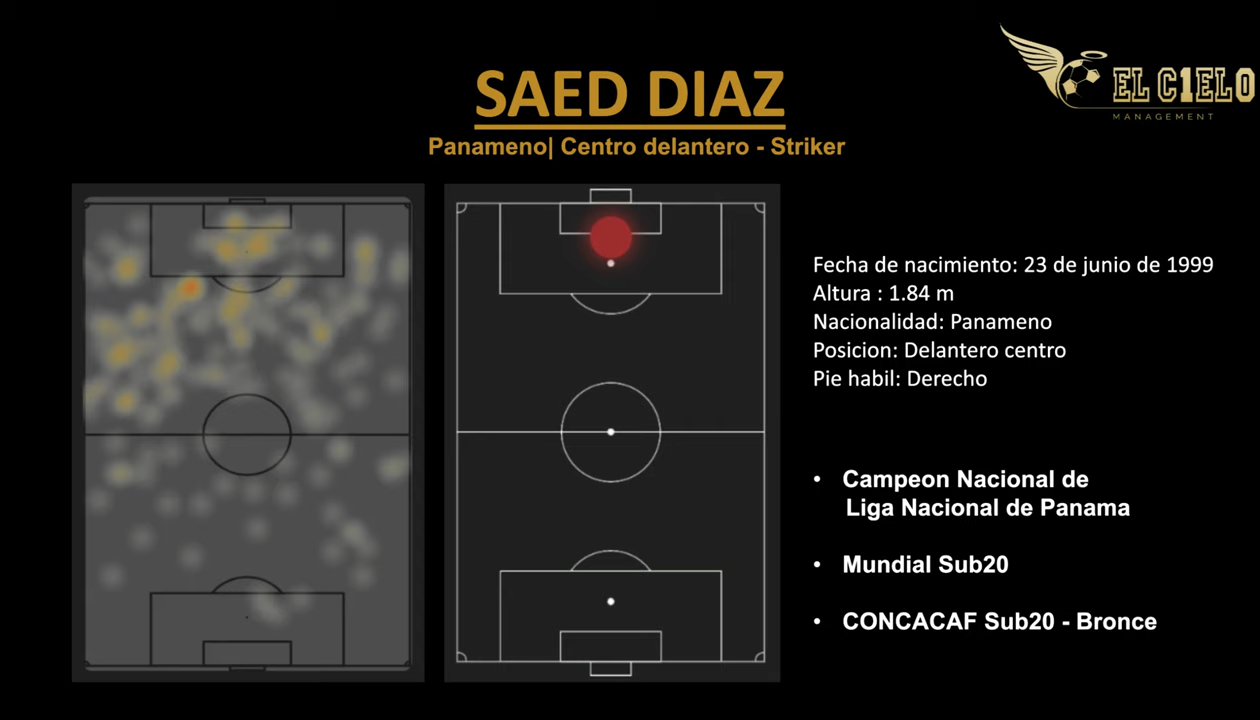 EL C1ELO
MANAGEMENT
SAED DIAZ
Panameno| Centro delantero - Striker
Fecha de nacimiento: 23 de junio de 1999
Altura : 1.84 m
Nacionalidad: Panameno
Posicion: Delantero centro
Pie habil: Derecho
• Campeon Nacional de
Liga Nacional de Panama
• Mundial Sub20
• CONCACAF Sub20 - Bronce